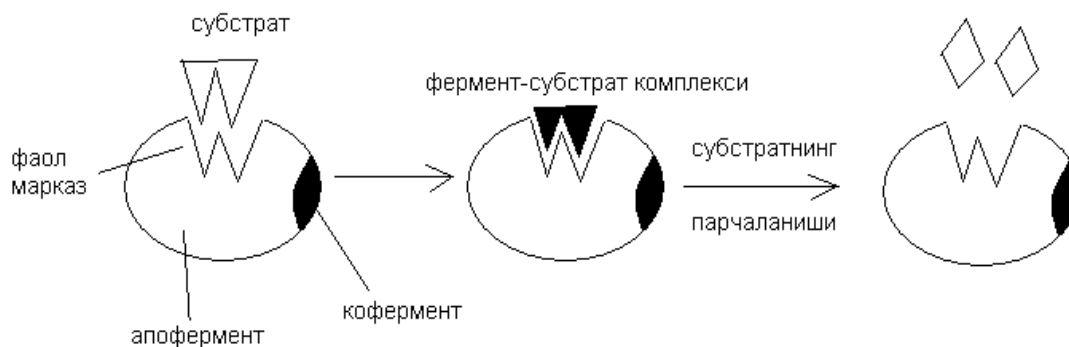 субстрат
фаол
марказ
апофермент
кофермент
фермент-субстрат комплекси
субстратнинг
парчаланиши